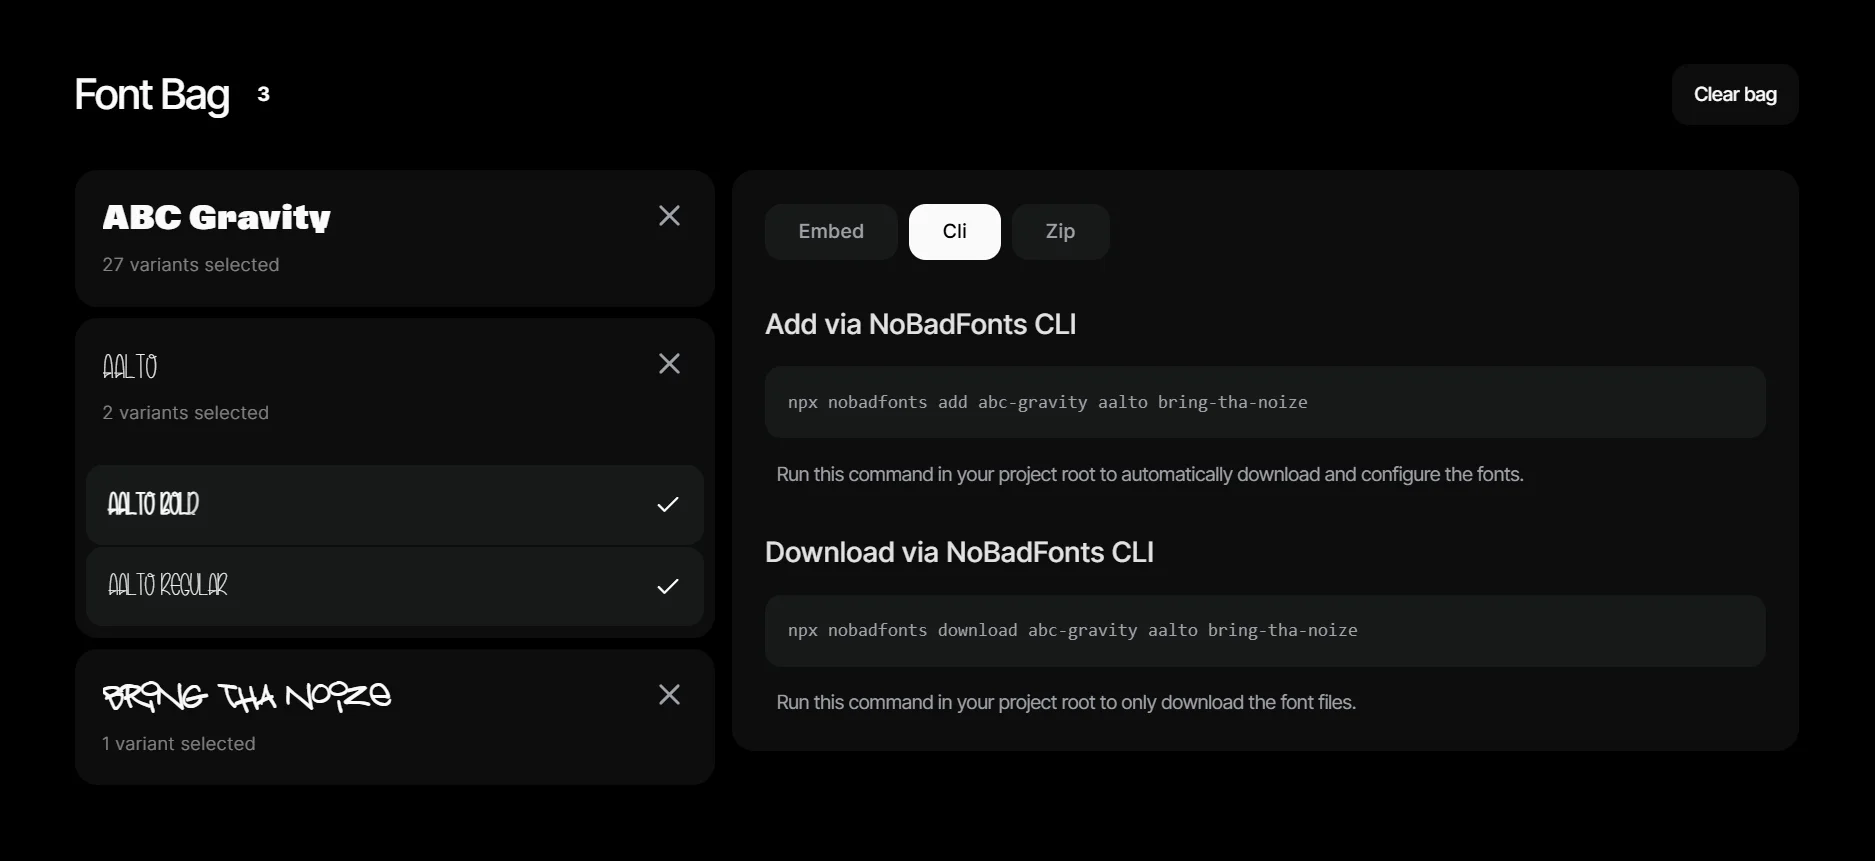 Font Bag 3
Clear bag
ABC Gravity
27 variants selected
AALTO
2 variants selected
AALTO BOLD
AALTO REGULAR
BRING THA NOIZE
1 variant selected
Embed Cli Zip
Add via NoBadFonts CLI
npx nobadfonts add abc-gravity aalto bring-tha-noize
Run this command in your project root to automatically download and configure the fonts.
Download via NoBadFonts CLI
npx nobadfonts download abc-gravity aalto bring-tha-noize
Run this command in your project root to only download the font files.